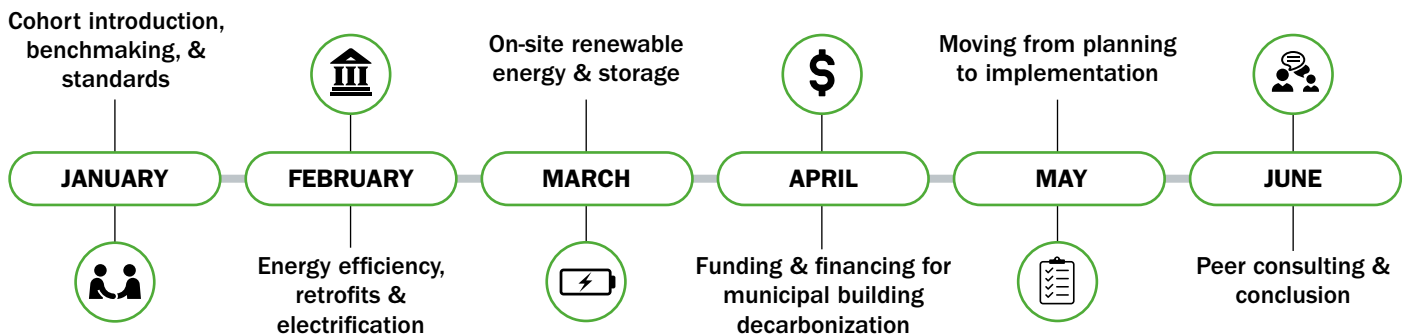 Cohort introduction,
benchmaking, &
standards
On-site renewable
energy & storage
$
Moving from planning
to implementation
JANUARY
FEBRUARY
MARCH
APRIL
MAY
JUNE
Energy efficiency,
retrofits &
electrification
Funding & financing for
municipal building
decarbonization
Peer consulting &
conclusion